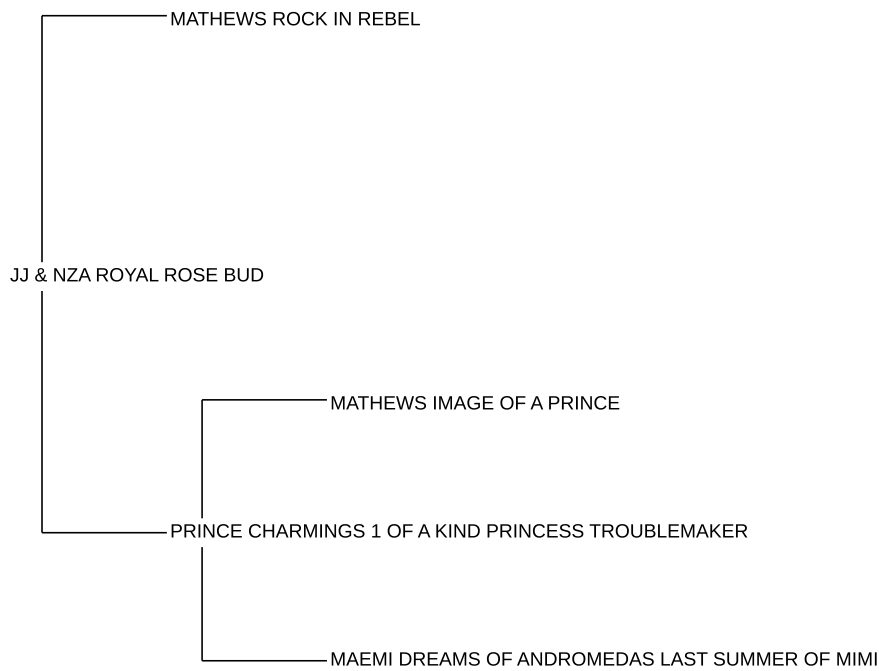 MATHEWS ROCK IN REBEL
JJ & NZA ROYAL ROSE BUD
MATHEWS IMAGE OF A PRINCE
PRINCE CHARMINGS 1 OF A KIND PRINCESS TROUBLEMAKER
MAEMI DREAMS OF ANDROMEDAS LAST SUMMER OF MIMI